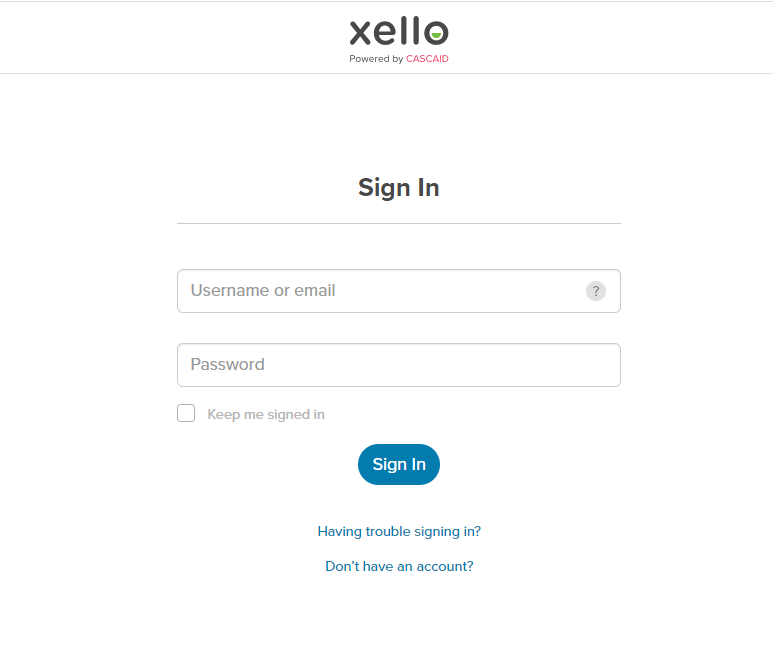 xello
Powered by CASCAID
Sign In
Username or email
?
Password
Keep me signed in
Sign In
Having trouble signing in?
Don't have an account?